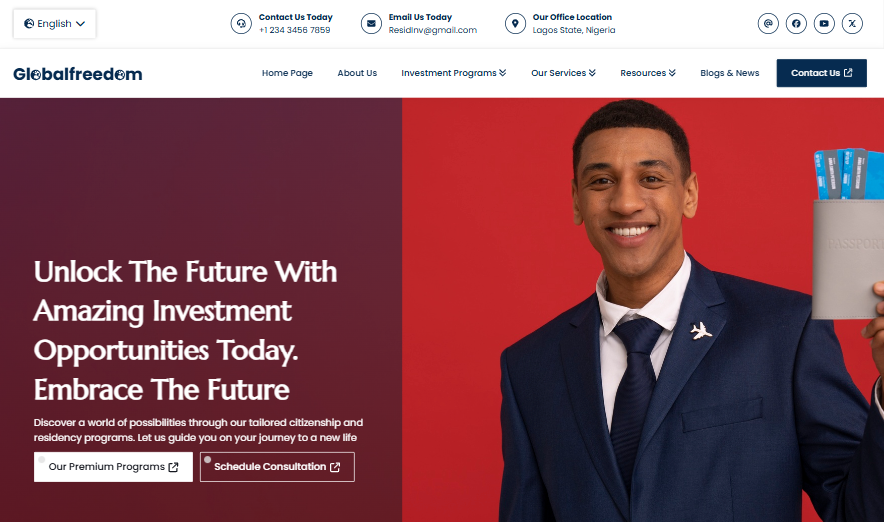 English
Contact Us Today
+1 234 3456 7859
Email Us Today
ResidInv@gmail.com
Our Office Location
Lagos State, Nigeria
Globalfreedom
Home Page
About Us
Investment Programs
Our Services
Resources
Blogs & News
Contact Us
PASSPORT
Unlock The Future With
Amazing Investment
Opportunities Today.
Embrace The Future
Discover a world of possibilities through our tailored citizenship and
residency programs. Let us guide you on your journey to a new life
Our Premium Programs
Schedule Consultation